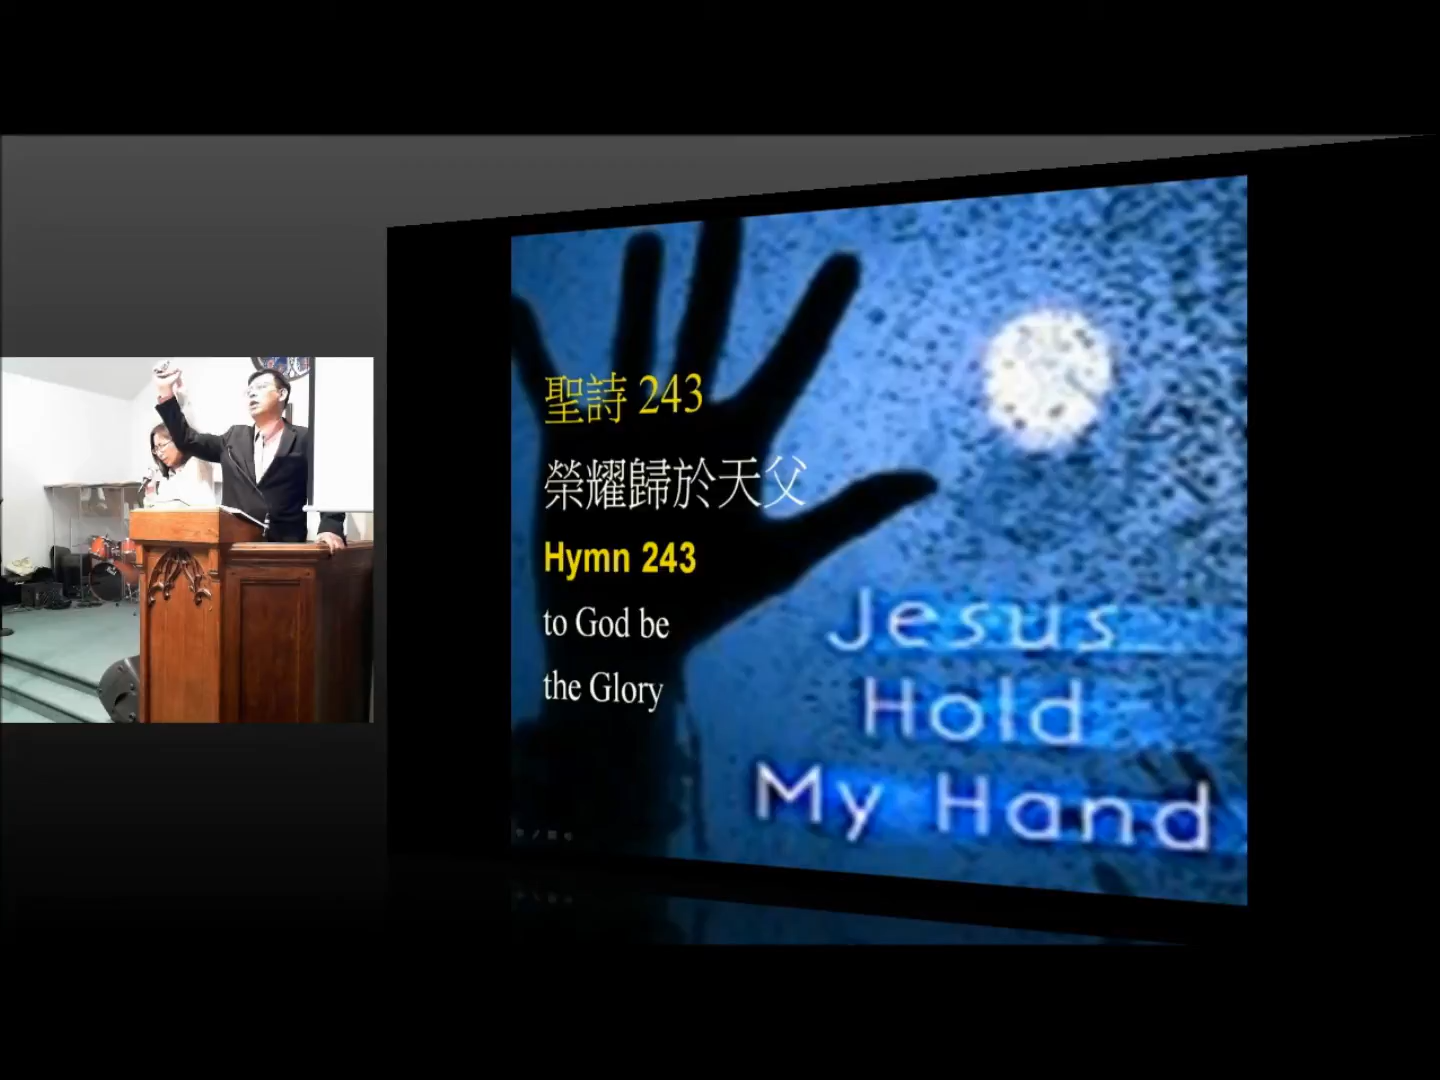 聖詩 243
榮耀歸於天父
Hymn 243
to God be
the Glory
Jesus
Hold
My Hand